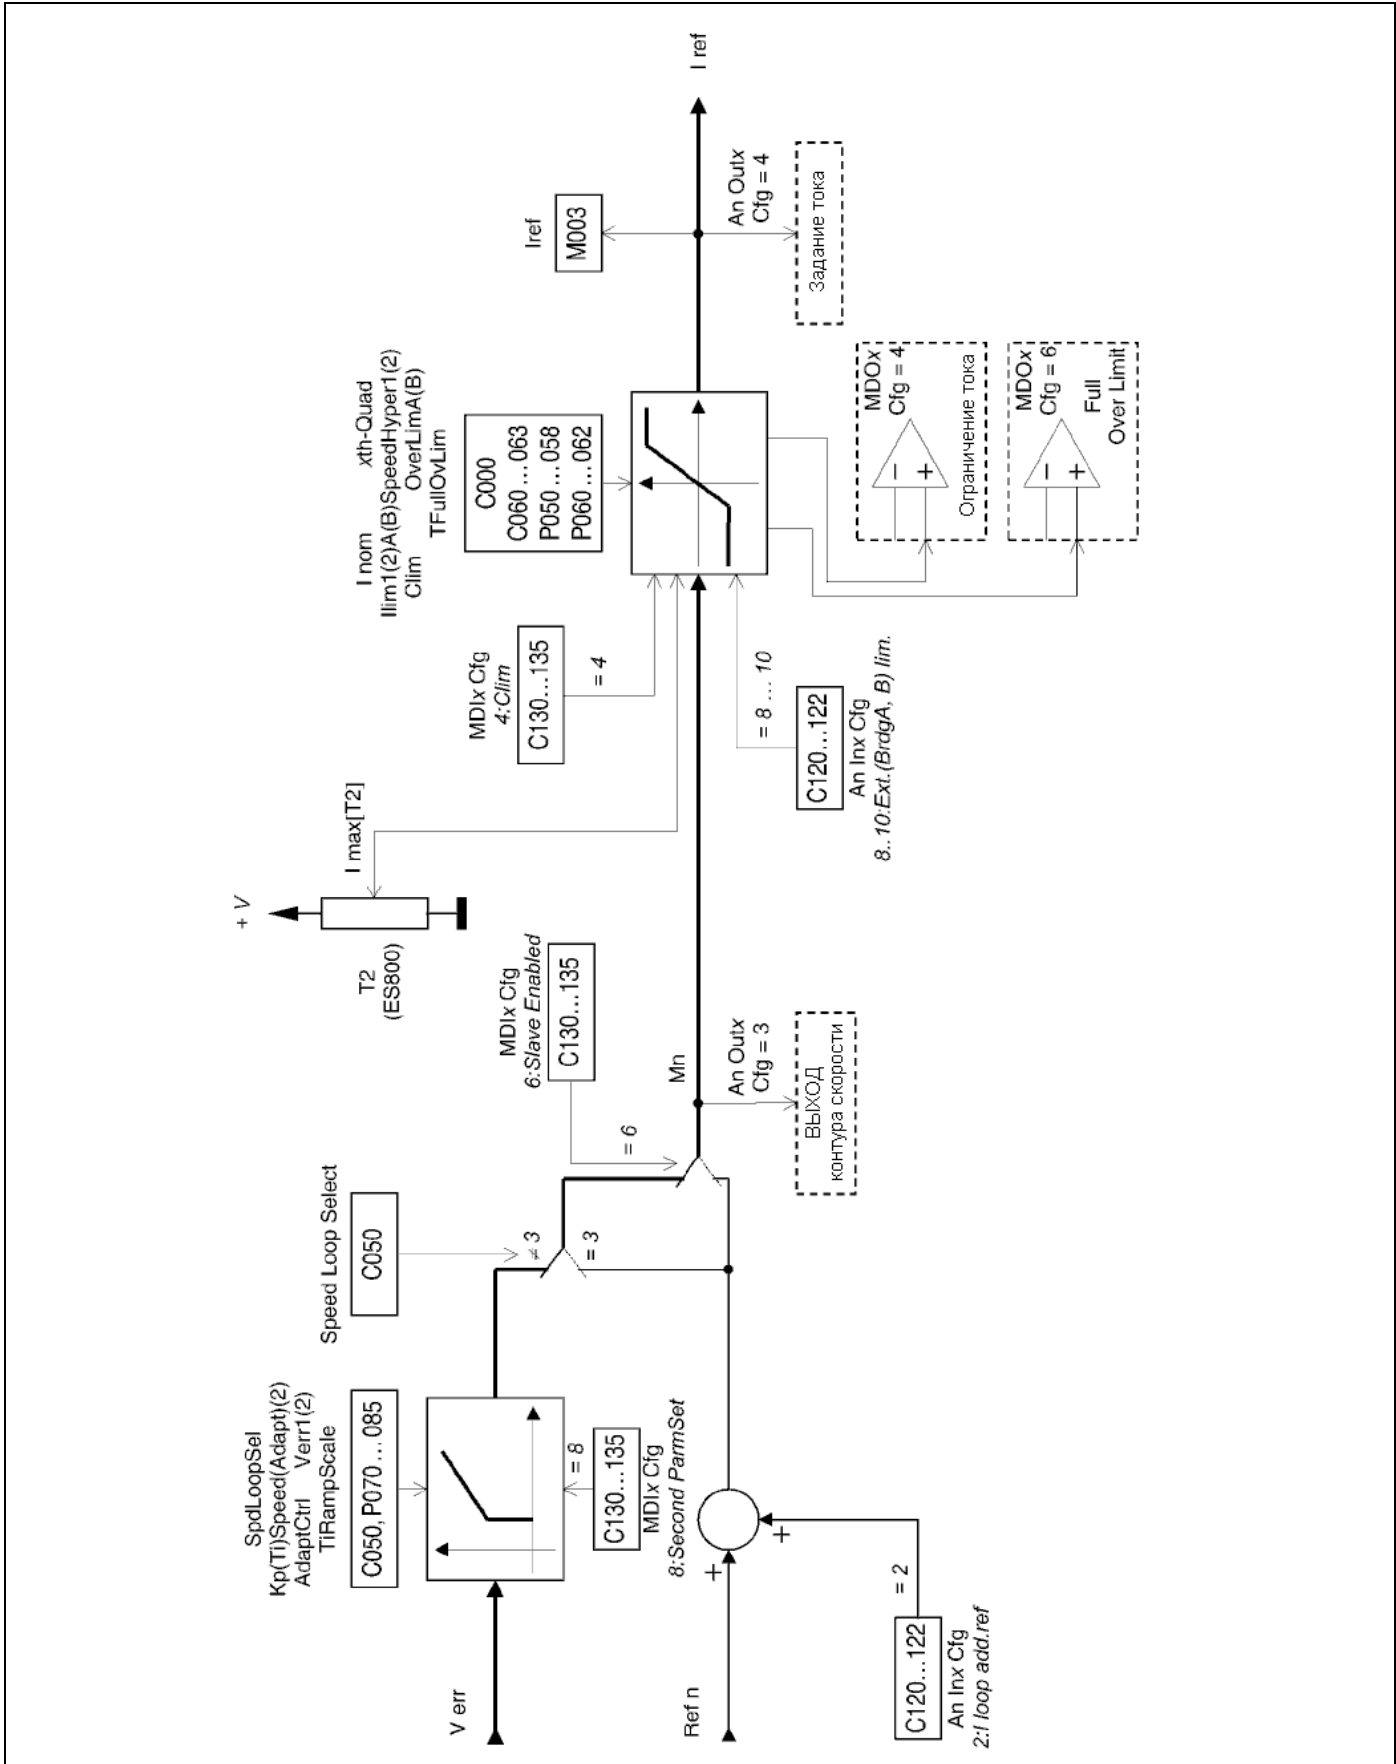 SpdLoopSel
Kp(Ti)Speed(Adapt)(2)
AdaptCtrl Verr1(2)
TiRampScale
C050, P070 ... 085
V err
= 8
C130...135
MDIx Cfg
8:Second ParmSet
Ref n
+
+
= 2
C120...122
An Inx Cfg
2:I loop add.ref
Speed Loop Select
C050
≠ 3
= 3
MDIx Cfg
6:Slave Enabled
C130...135
= 6
Mn
An Outx
Cfg = 3
ВЫХОД
контура скорости
+ V
T2
(ES800)
I max[T2]
MDIx Cfg
4:Clim
C130...135
= 4
= 8 ... 10
C120...122
An Inx Cfg
8..10:Ext.(BrdgA, B) lim.
I nom xth-Quad
Ilim1(2)A(B)SpeedHyper1(2)
Clim OverLimA(B)
TFullOvLim
C000
C060 ... 063
P050 ... 058
P060 ... 062
MDOx
Cfg = 4
− +
Ограничение тока
MDOx
Cfg = 6
− +
Full
Over Limit
Iref
M003
An Outx
Cfg = 4
Задание тока
I ref